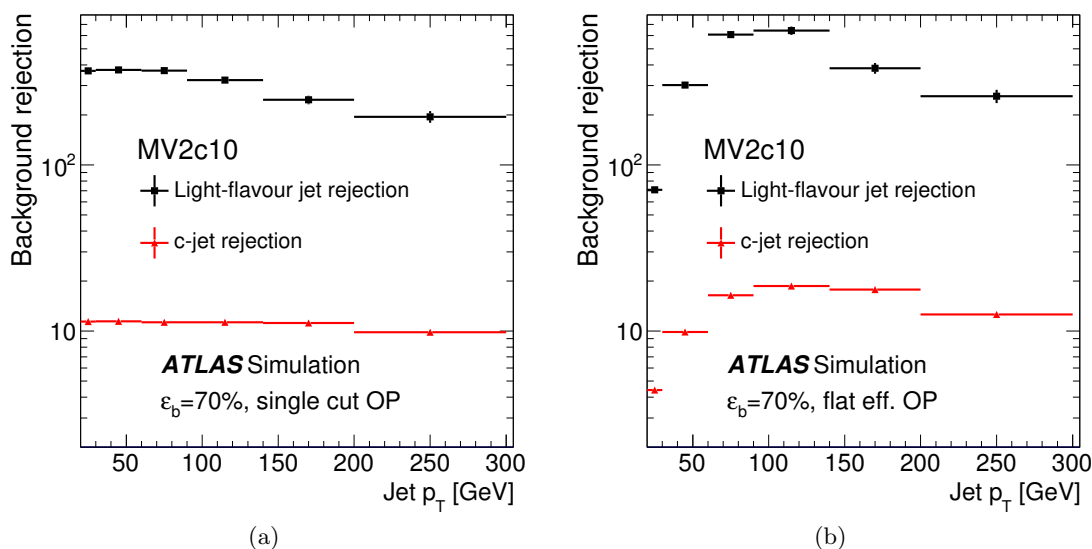 Background rejection
10²
10
MV2c10
Light-flavour jet rejection
c-jet rejection
ATLAS Simulation
ε_b=70%, single cut OP
50 100 150 200 250 300
Jet p_T [GeV]
(a)
Background rejection
10²
10
MV2c10
Light-flavour jet rejection
c-jet rejection
ATLAS Simulation
ε_b=70%, flat eff. OP
50 100 150 200 250 300
Jet p_T [GeV]
(b)